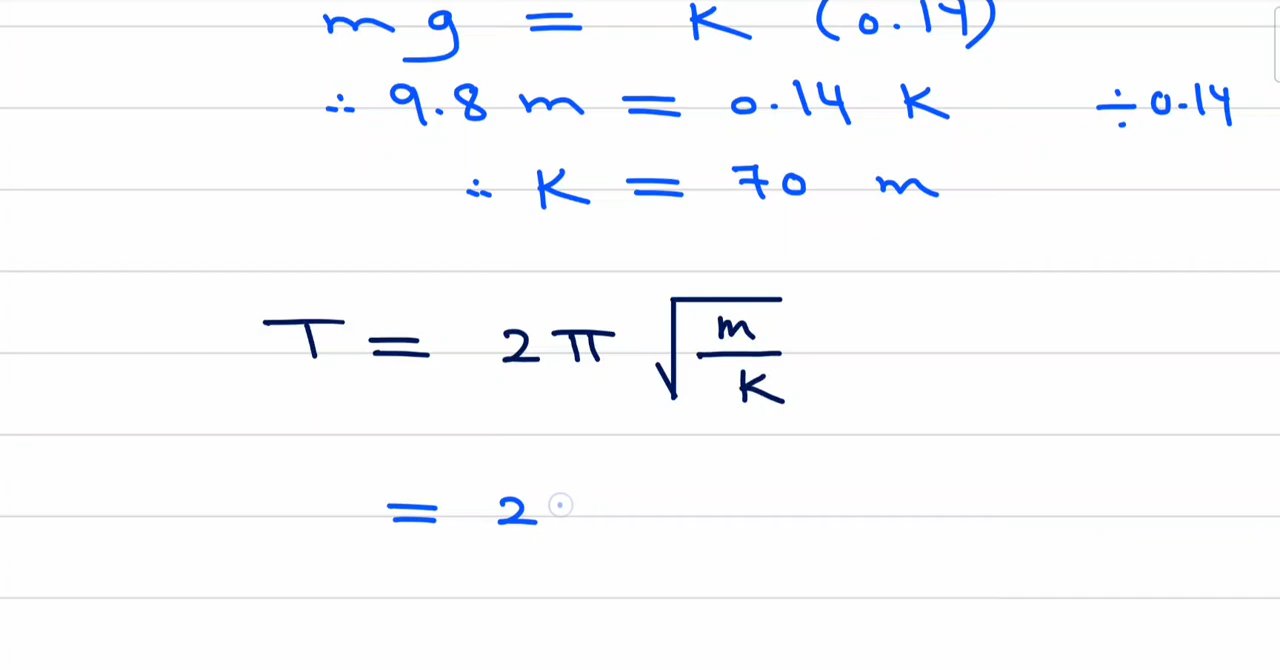 mg = K (0.14)
∴ 9.8 m = 0.14 K ÷ 0.14
∴ K = 70 m
T = 2π √(m/K)
= 2